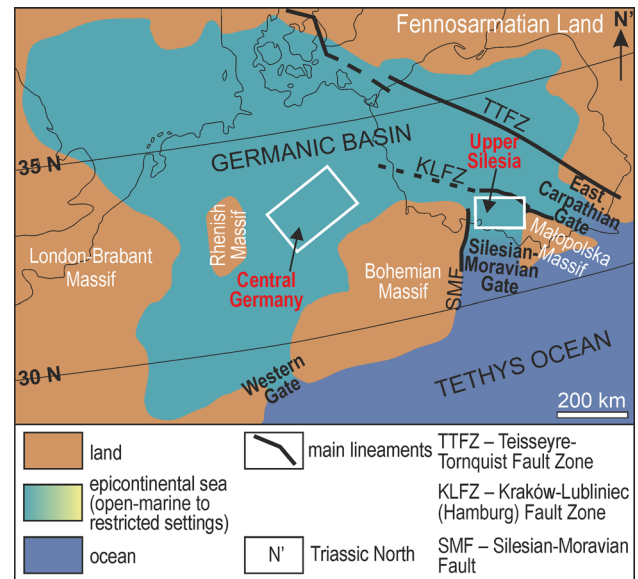 Fennosarmatian Land
N'
TTFZ
35 N
GERMANIC BASIN
Upper
Silesia
KLFZ
East
Carpathian
Gate
Rhenish
Massif
Małopolska
Massif
London-Brabant
Massif
Central
Germany
Bohemian
Massif
SMF
Silesian-
Moravian
Gate
30 N
Western
Gate
TETHYS OCEAN
200 km
land
epicontinental sea
(open-marine to
restricted settings)
ocean
main lineaments
N'
Triassic North
TTFZ – Teisseyre-
Tornquist Fault Zone
KLFZ – Kraków-Lubliniec
(Hamburg) Fault Zone
SMF – Silesian-Moravian
Fault